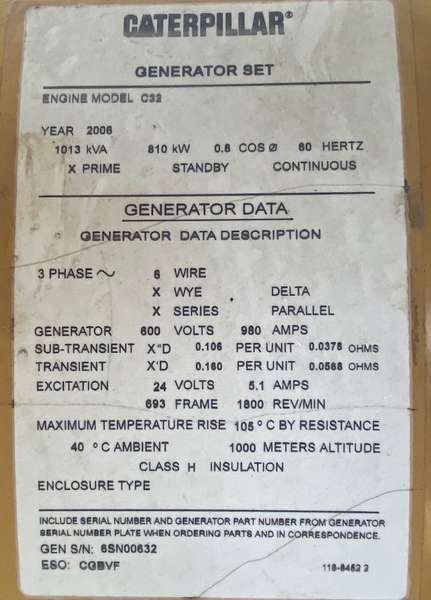 CATERPILLAR®
GENERATOR SET
ENGINE MODEL C32
YEAR 2006
1013 kVA 810 kW 0.8 COS Ø 60 HERTZ
X PRIME STANDBY CONTINUOUS
GENERATOR DATA
GENERATOR DATA DESCRIPTION
3 PHASE ~ 6 WIRE
X WYE DELTA
X SERIES PARALLEL
GENERATOR 600 VOLTS 980 AMPS
SUB-TRANSIENT X"D 0.106 PER UNIT 0.0378 OHMS
TRANSIENT X'D 0.160 PER UNIT 0.0568 OHMS
EXCITATION 24 VOLTS 5.1 AMPS
693 FRAME 1800 REV/MIN
MAXIMUM TEMPERATURE RISE 105 °C BY RESISTANCE
40 °C AMBIENT 1000 METERS ALTITUDE
CLASS H INSULATION
ENCLOSURE TYPE
INCLUDE SERIAL NUMBER AND GENERATOR PART NUMBER FROM GENERATOR
SERIAL NUMBER PLATE WHEN ORDERING PARTS AND IN CORRESPONDENCE.
GEN S/N: 6SN00632
ESO: CGBVF 118-8452 2